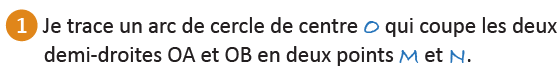 1 Je trace un arc de cercle de centre O qui coupe les deux
demi-droites OA et OB en deux points M et N.